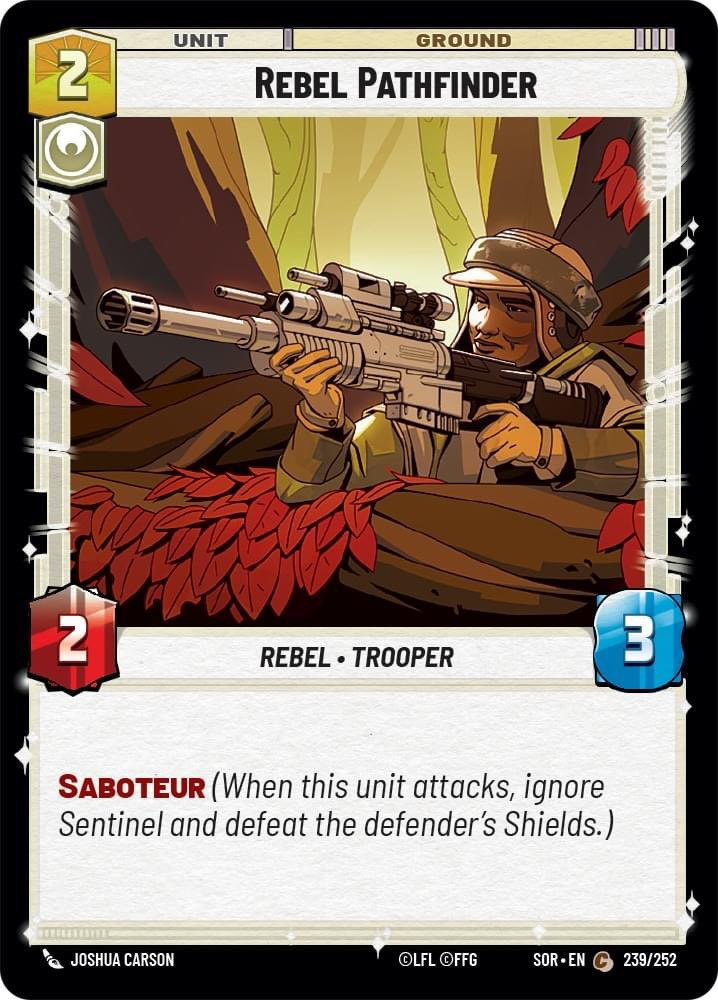 UNIT GROUND
2 REBEL PATHFINDER
2 REBEL • TROOPER 3
SABOTEUR (When this unit attacks, ignore
Sentinel and defeat the defender's Shields.)
JOSHUA CARSON ©LFL ©FFG SOR • EN C 239/252